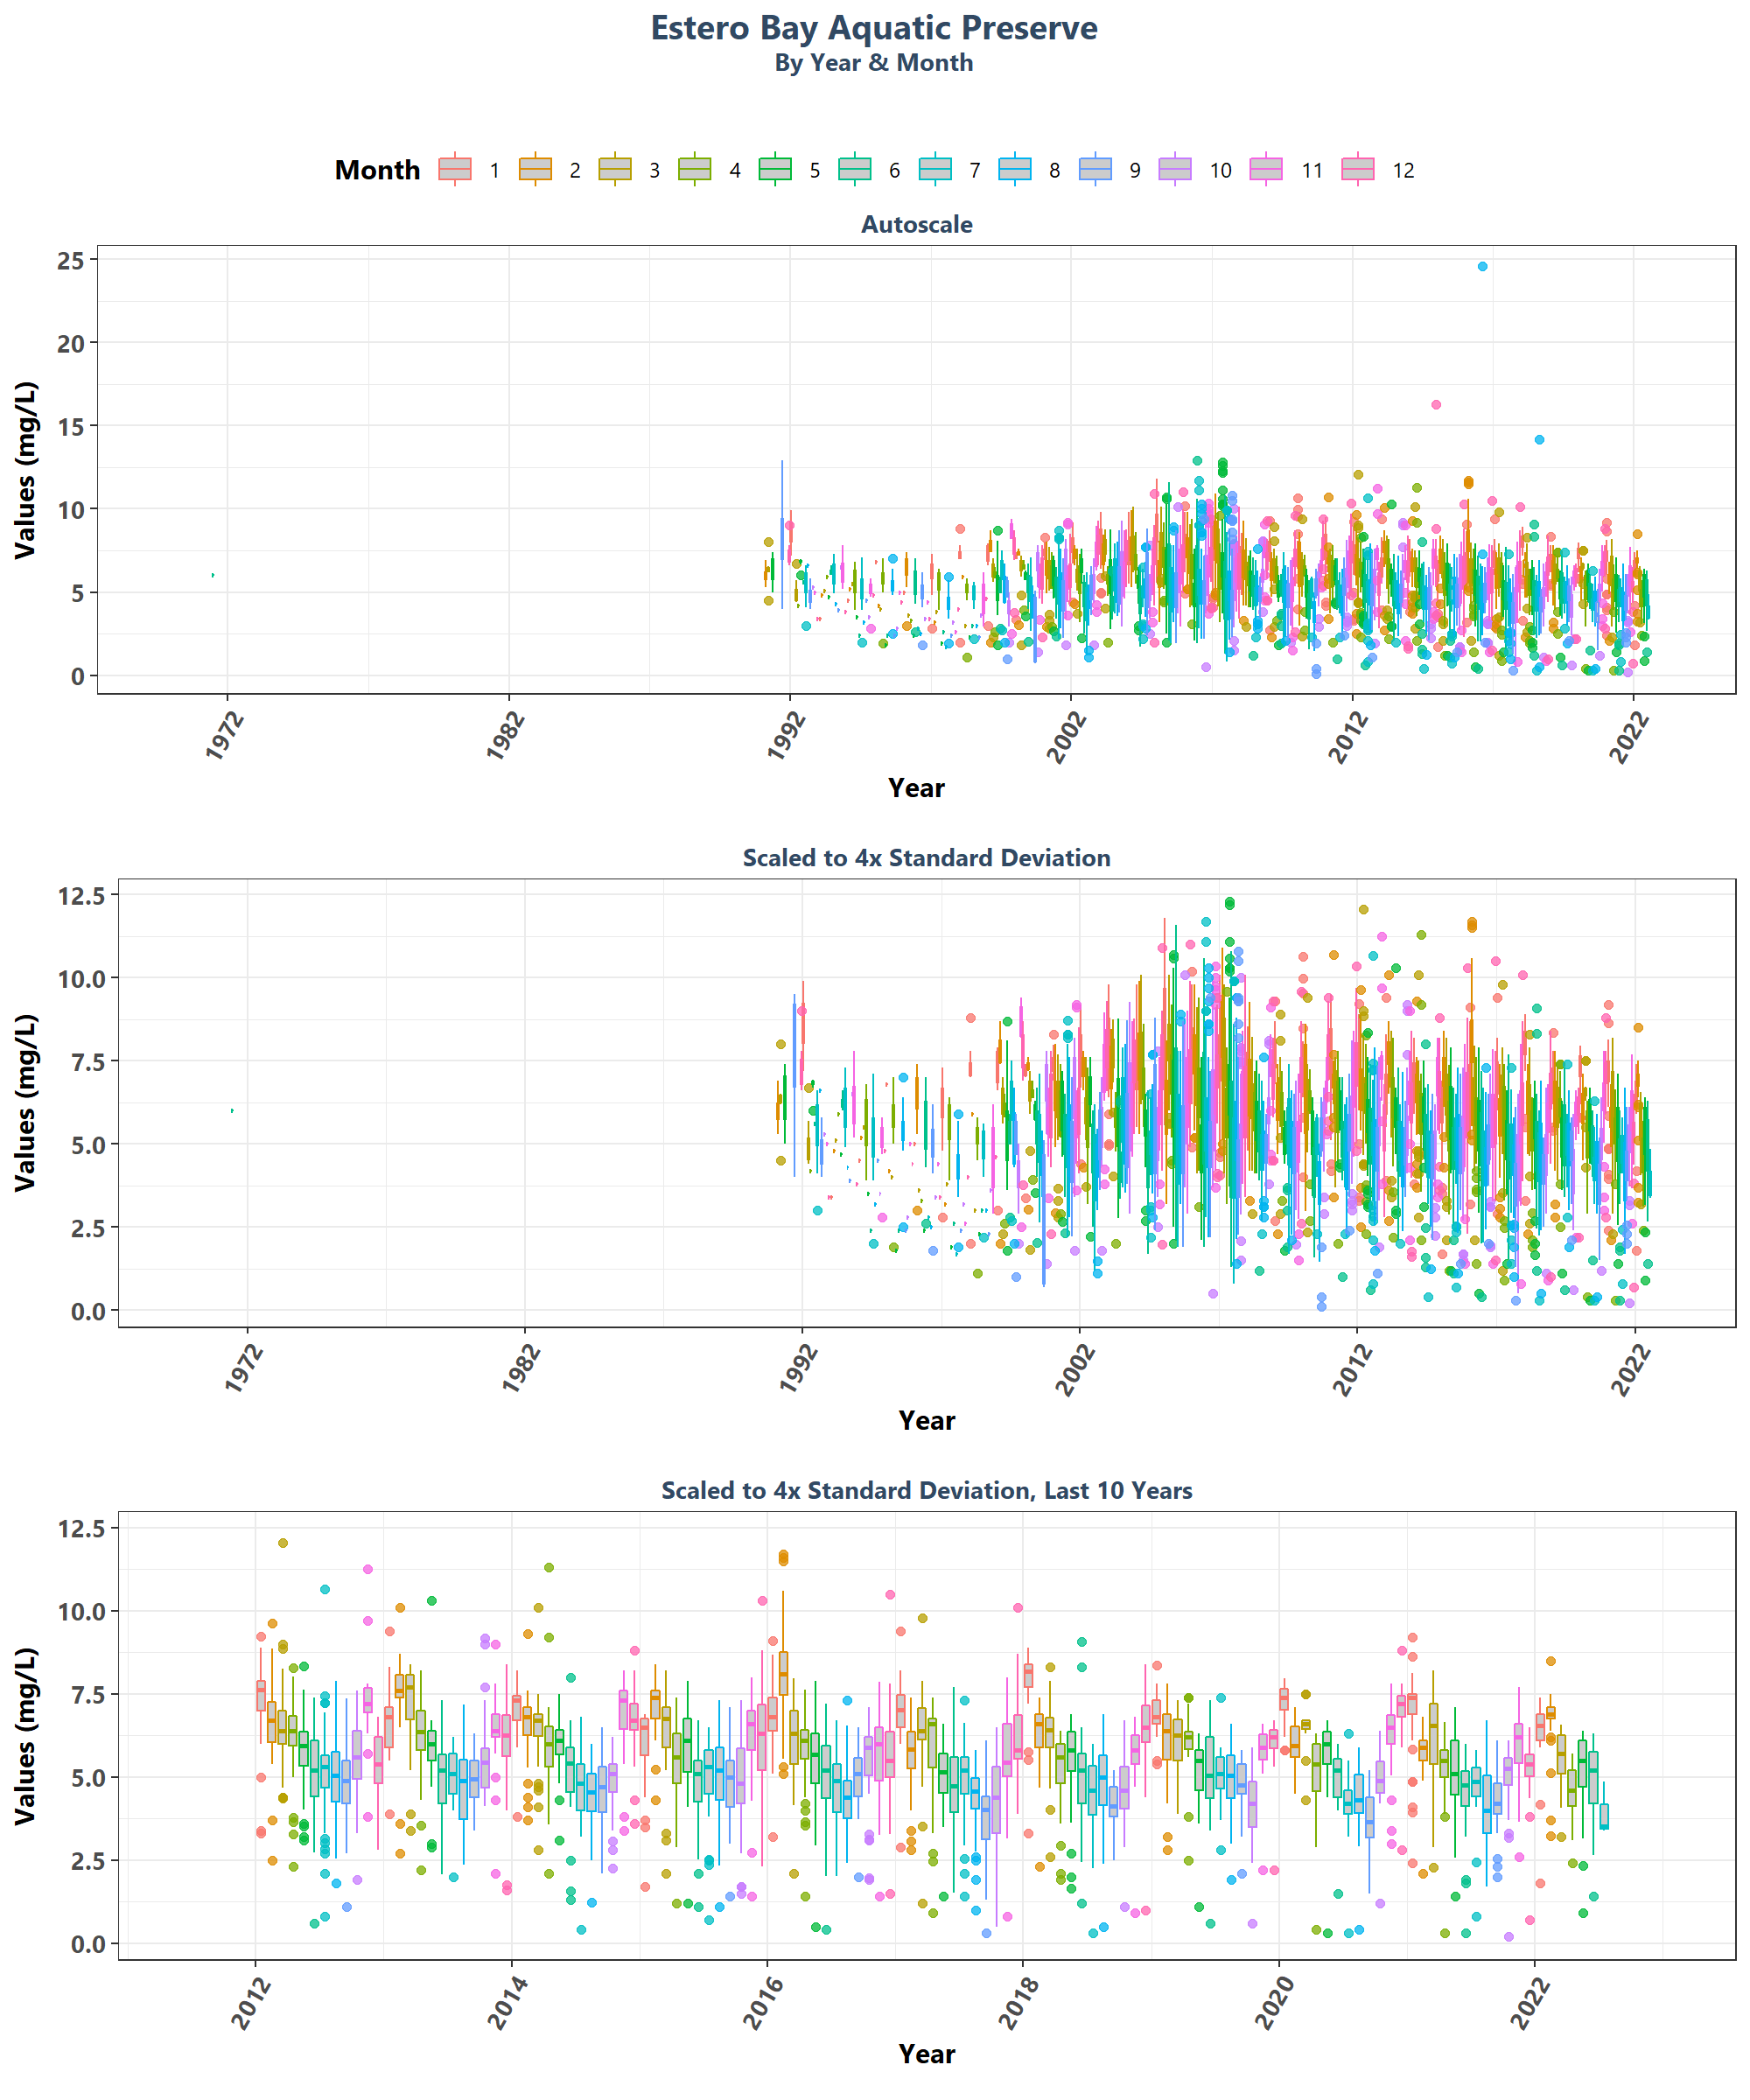 Estero Bay Aquatic Preserve
By Year & Month
Month 1 2 3 4 5 6 7 8 9 10 11 12
Autoscale
Values (mg/L)
25
20
15
10
5
0
1972 1982 1992 2002 2012 2022
Year
Scaled to 4x Standard Deviation
Values (mg/L)
12.5
10.0
7.5
5.0
2.5
0.0
1972 1982 1992 2002 2012 2022
Year
Scaled to 4x Standard Deviation, Last 10 Years
Values (mg/L)
12.5
10.0
7.5
5.0
2.5
0.0
2012 2014 2016 2018 2020 2022
Year